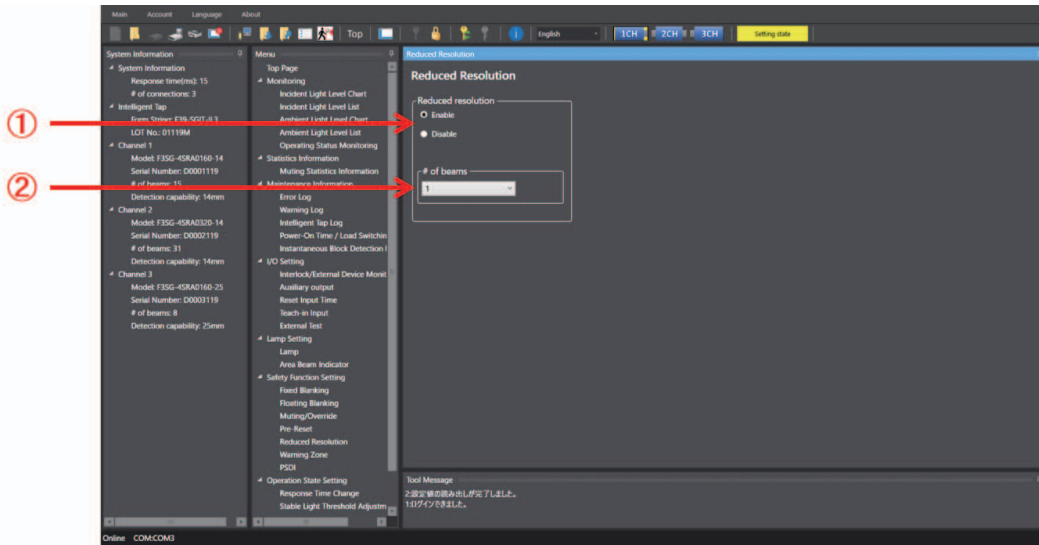 Main Account Language About
Top English 1CH 2CH 3CH Setting state
System Information
System Information
Response time(ms): 15
# of connections: 3
Intelligent Tap
Form Stringr: F39-SGIT-IL3
LOT No.: 01119M
Channel 1
Model: F3SG-4SRA0160-14
Serial Number: D0001119
# of beams: 15
Detection capability: 14mm
Channel 2
Model: F3SG-4SRA0320-14
Serial Number: D0002119
# of beams: 31
Detection capability: 14mm
Channel 3
Model: F3SG-4SRA0160-25
Serial Number: D0003119
# of beams: 8
Detection capability: 25mm
Menu
Top Page
Monitoring
Incident Light Level Chart
Incident Light Level List
Ambient Light Level Chart
Ambient Light Level List
Operating Status Monitoring
Statistics Information
Muting Statistics Information
Maintenance Information
Error Log
Warning Log
Intelligent Tap Log
Power-On Time / Load Switchin
Instantaneous Block Detection I
I/O Setting
Interlock/External Device Monit
Auxiliary output
Reset Input Time
Teach-in Input
External Test
Lamp Setting
Lamp
Area Beam Indicator
Safety Function Setting
Fixed Blanking
Floating Blanking
Muting/Override
Pre-Reset
Reduced Resolution
Warning Zone
PSDI
Operation State Setting
Response Time Change
Stable Light Threshold Adjustm
Reduced Resolution
Reduced Resolution
Reduced resolution
① Enable
Disable
# of beams
② 1
Tool Message
2:設定値の読み出しが完了しました。
1:ログインできました。
Online COM:COM3